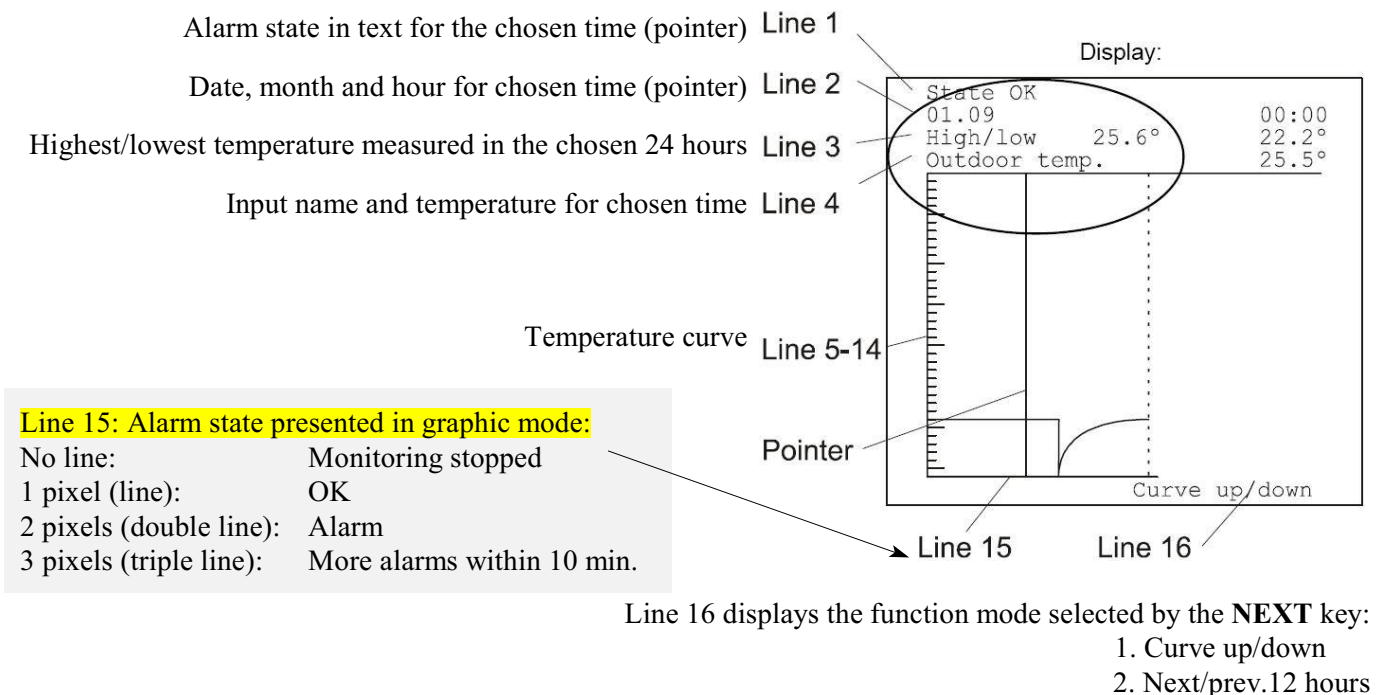 Alarm state in text for the chosen time (pointer) Line 1
Display:
Date, month and hour for chosen time (pointer) Line 2
Highest/lowest temperature measured in the chosen 24 hours Line 3
Input name and temperature for chosen time Line 4
State OK
01.09 00:00
High/low 25.6° 22.2°
Outdoor temp. 25.5°
Temperature curve Line 5-14
Line 15: Alarm state presented in graphic mode:
No line: Monitoring stopped
1 pixel (line): OK
2 pixels (double line): Alarm
3 pixels (triple line): More alarms within 10 min.
Pointer
Curve up/down
Line 15 Line 16
Line 16 displays the function mode selected by the NEXT key:
1. Curve up/down
2. Next/prev.12 hours